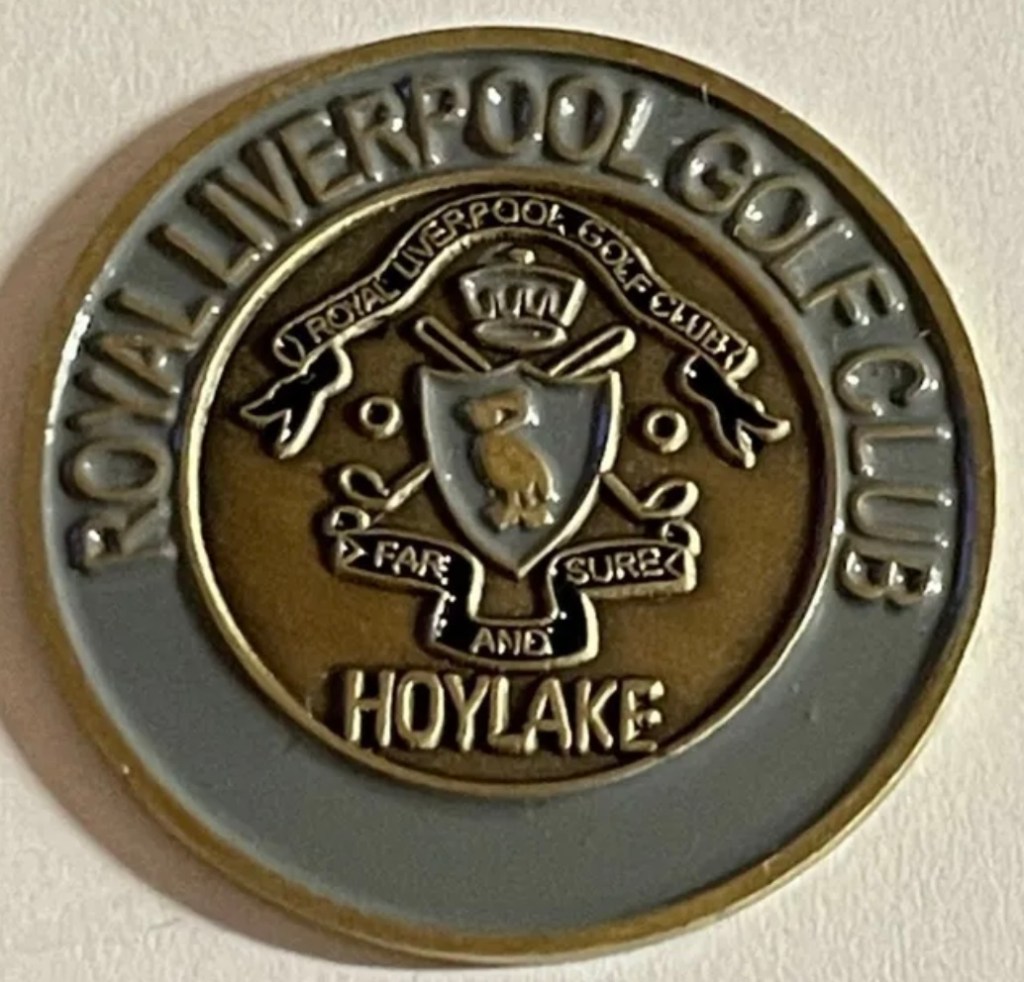 ROYAL LIVERPOOL GOLF CLUB
ROYAL LIVERPOOL GOLF CLUB
FAR AND SURE
HOYLAKE